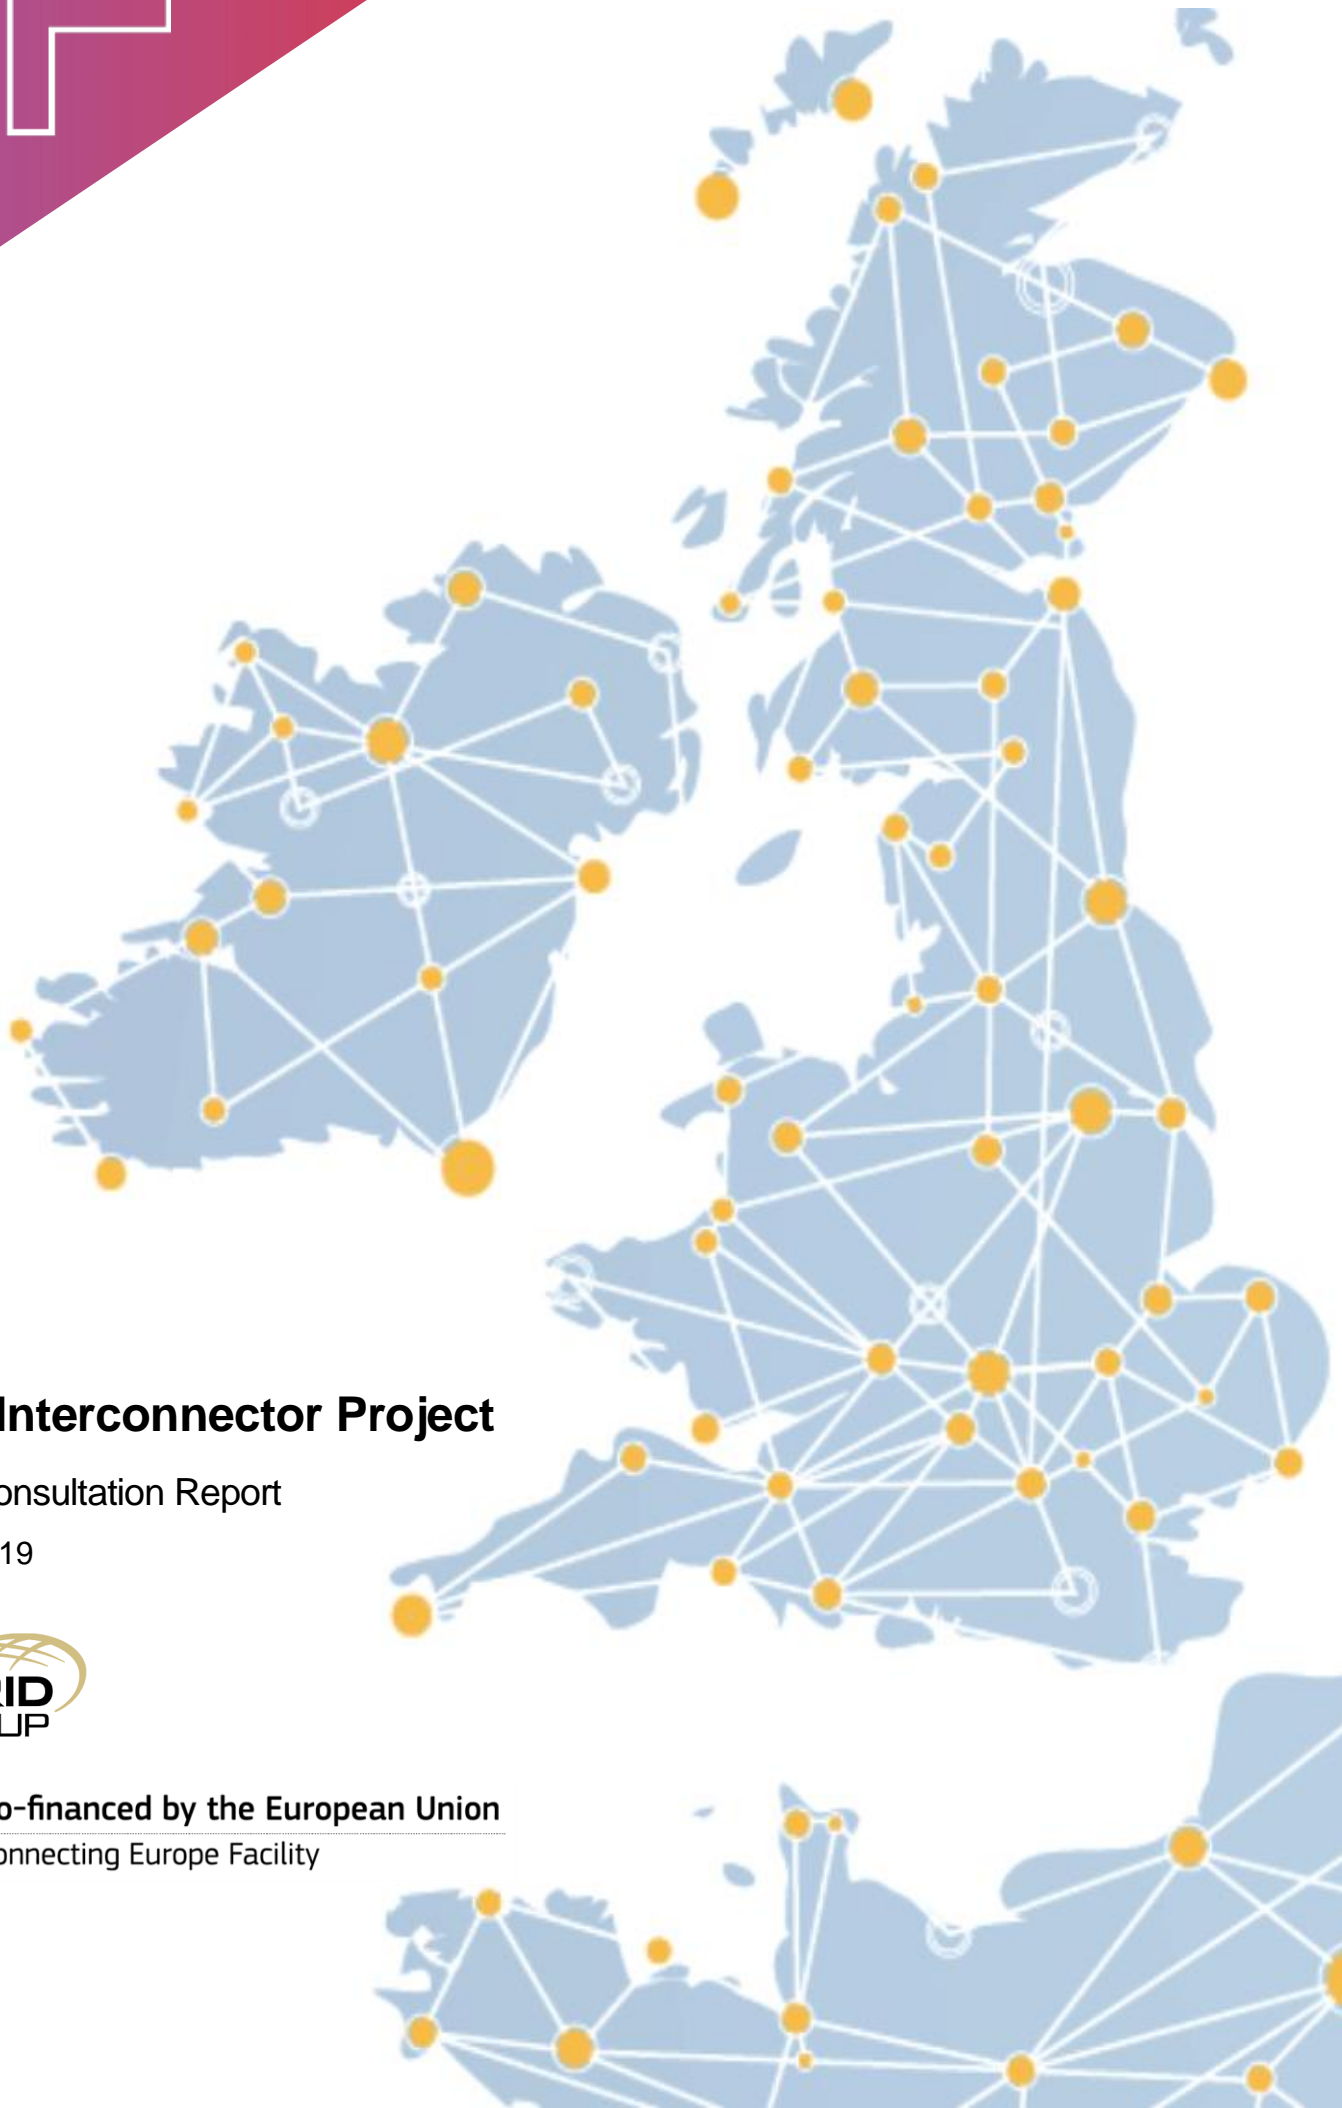 Interconnector Project
onsultation Report
19
RID
UP
o-financed by the European Union
onnecting Europe Facility